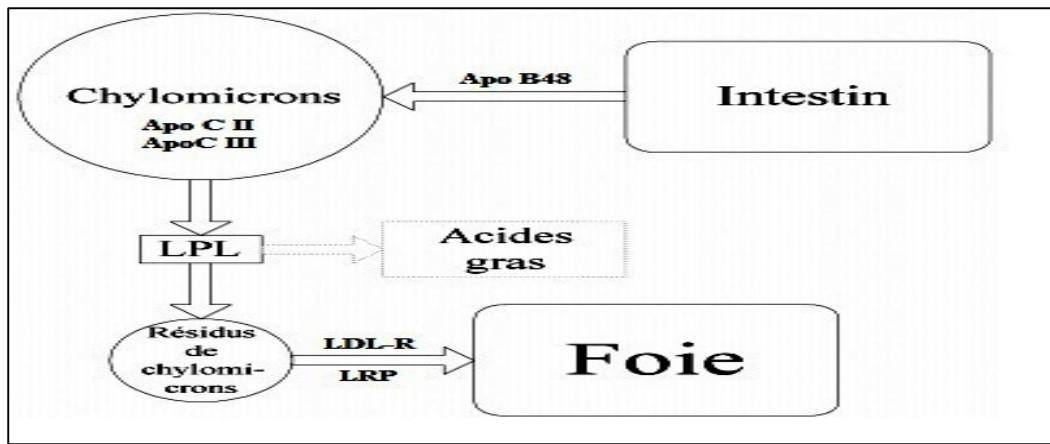 Apo B48
Intestin
Chylomicrons
Apo C II
ApoC III
LPL
Acides
gras
Résidus
de
chylomi-
crons
LDL-R
LRP
Foie